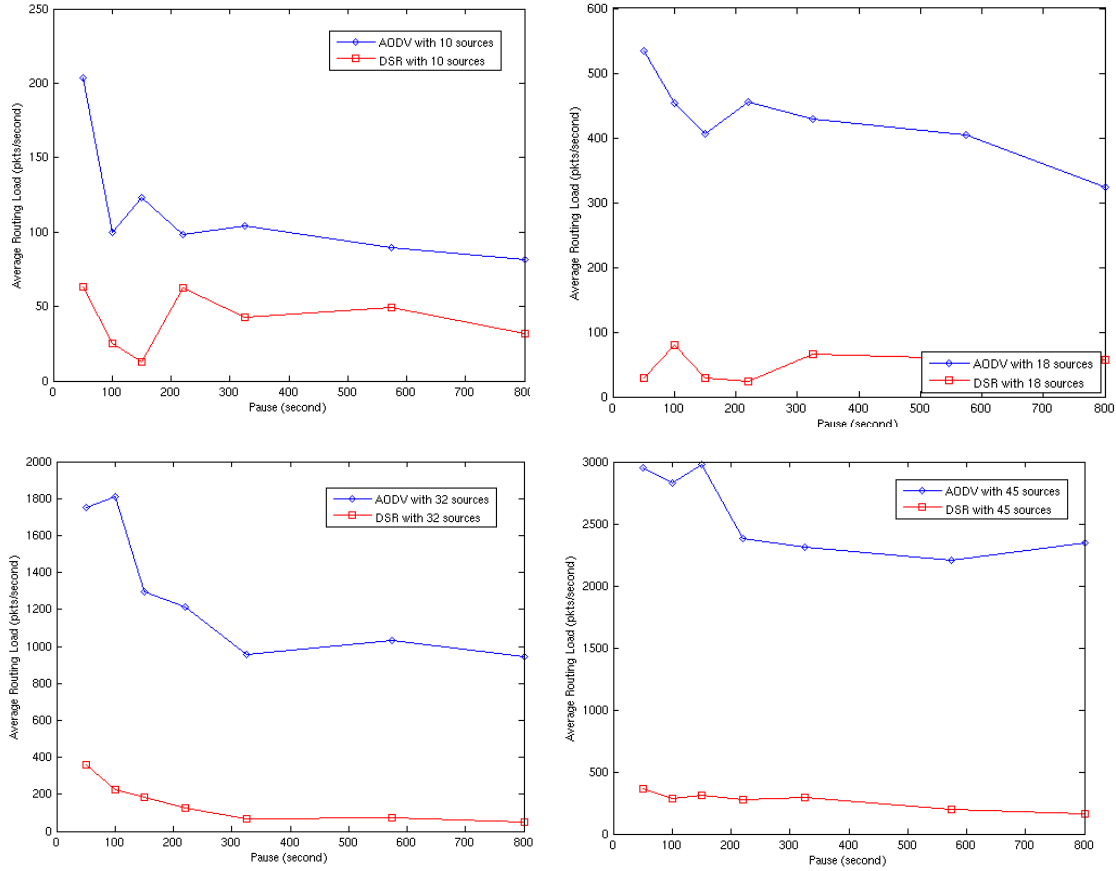 250
200
150
100
50
0
Average Routing Load (pkts/second)
AODV with 10 sources
DSR with 10 sources
0 100 200 300 400 500 600 700 800
Pause (second)
600
500
400
300
200
100
0
Average Routing Load (pkts/second)
AODV with 18 sources
DSR with 18 sources
0 100 200 300 400 500 600 700 800
Pause (second)
2000
1800
1600
1400
1200
1000
800
600
400
200
0
Average Routing Load (pkts/second)
AODV with 32 sources
DSR with 32 sources
0 100 200 300 400 500 600 700 800
Pause (second)
3000
2500
2000
1500
1000
500
0
Average Routing Load (pkts/second)
AODV with 45 sources
DSR with 45 sources
0 100 200 300 400 500 600 700 800
Pause (second)